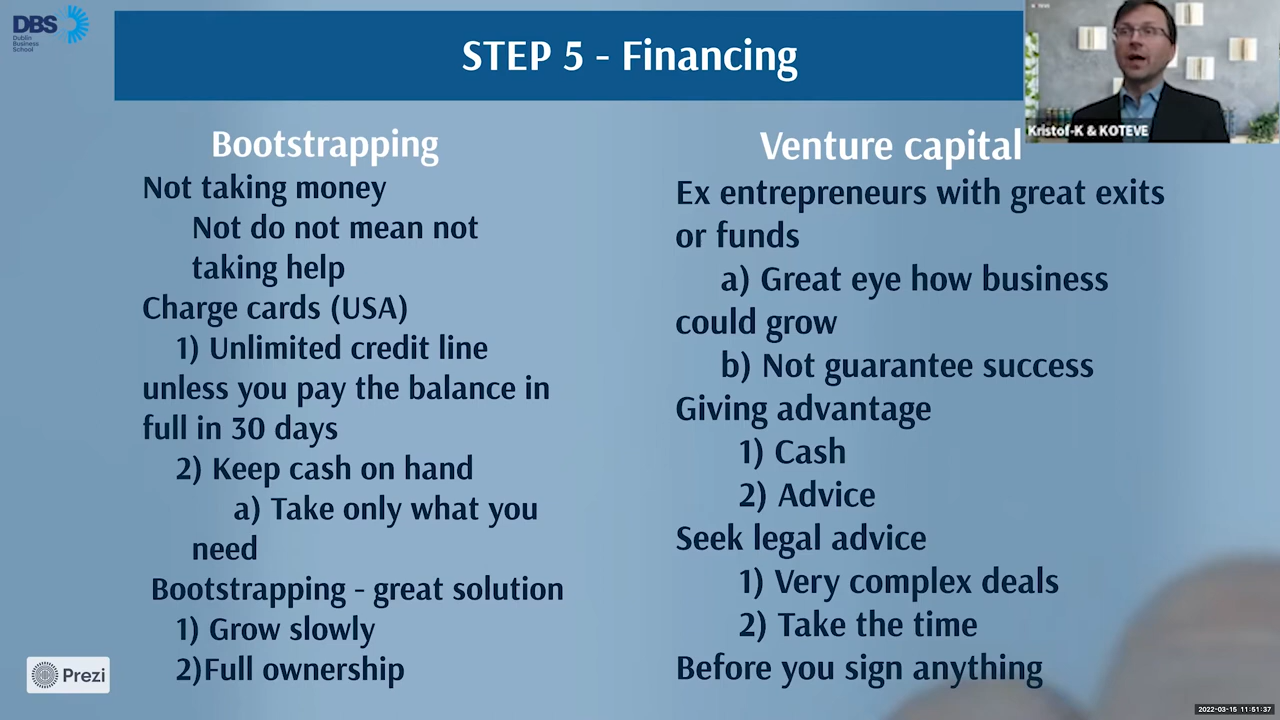 DBS
Dublin
Business
School
STEP 5 - Financing
Kristof-K & KOTEVE
Bootstrapping
Not taking money
Not do not mean not
taking help
Charge cards (USA)
1) Unlimited credit line
unless you pay the balance in
full in 30 days
2) Keep cash on hand
a) Take only what you
need
Bootstrapping - great solution
1) Grow slowly
2)Full ownership
Venture capital
Ex entrepreneurs with great exits
or funds
a) Great eye how business
could grow
b) Not guarantee success
Giving advantage
1) Cash
2) Advice
Seek legal advice
1) Very complex deals
2) Take the time
Before you sign anything
Prezi
2022-03-15 11:51:37